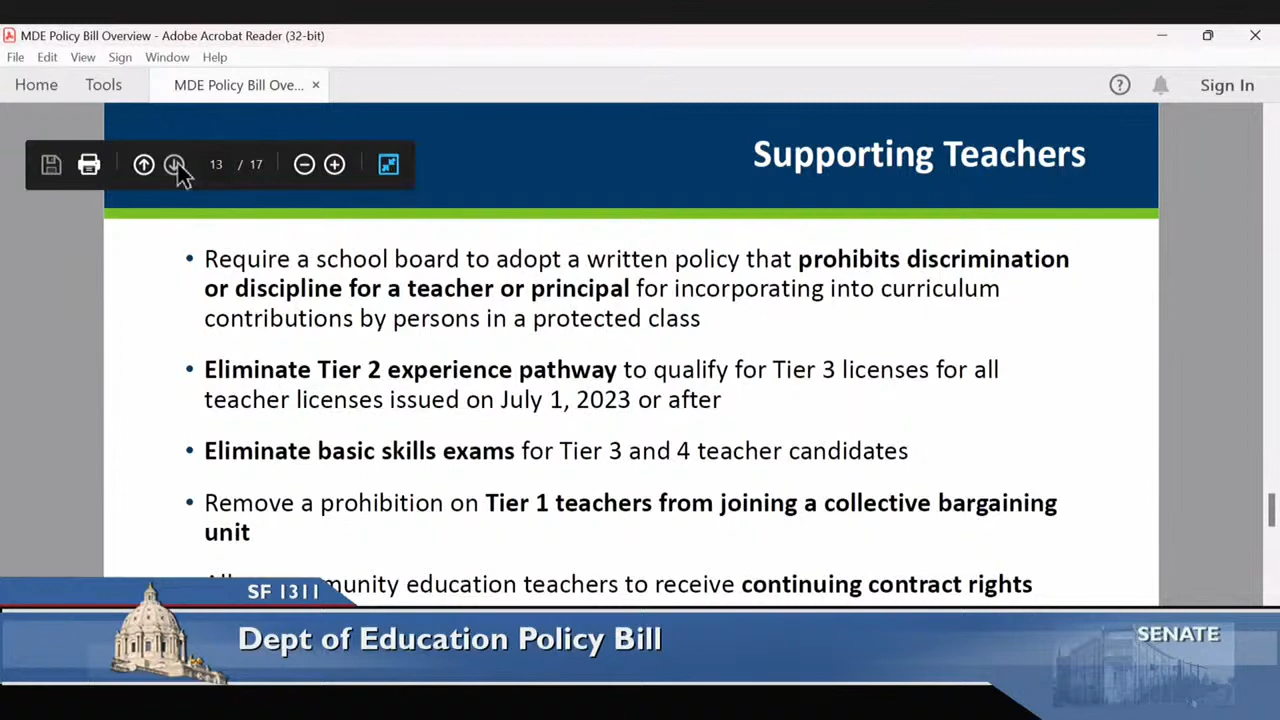 MDE Policy Bill Overview - Adobe Acrobat Reader (32-bit)
File Edit View Sign Window Help
Home Tools MDE Policy Bill Ove... × Sign In
13 / 17
Supporting Teachers
• Require a school board to adopt a written policy that prohibits discrimination
or discipline for a teacher or principal for incorporating into curriculum
contributions by persons in a protected class
• Eliminate Tier 2 experience pathway to qualify for Tier 3 licenses for all
teacher licenses issued on July 1, 2023 or after
• Eliminate basic skills exams for Tier 3 and 4 teacher candidates
• Remove a prohibition on Tier 1 teachers from joining a collective bargaining
unit
education teachers to receive continuing contract rights
SF 1311
Dept of Education Policy Bill
SENATE